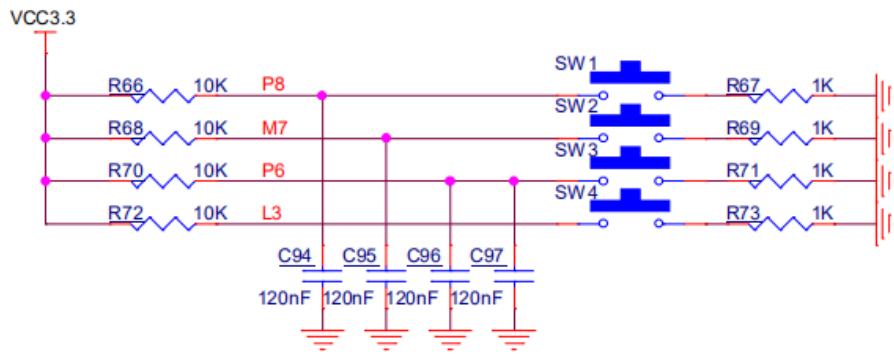 VCC3.3
SW1
R66 10K P8 R67 1K
SW2
R68 10K M7 R69 1K
SW3
R70 10K P6 R71 1K
SW4
R72 10K L3 R73 1K
C94 C95 C96 C97
120nF 120nF 120nF 120nF